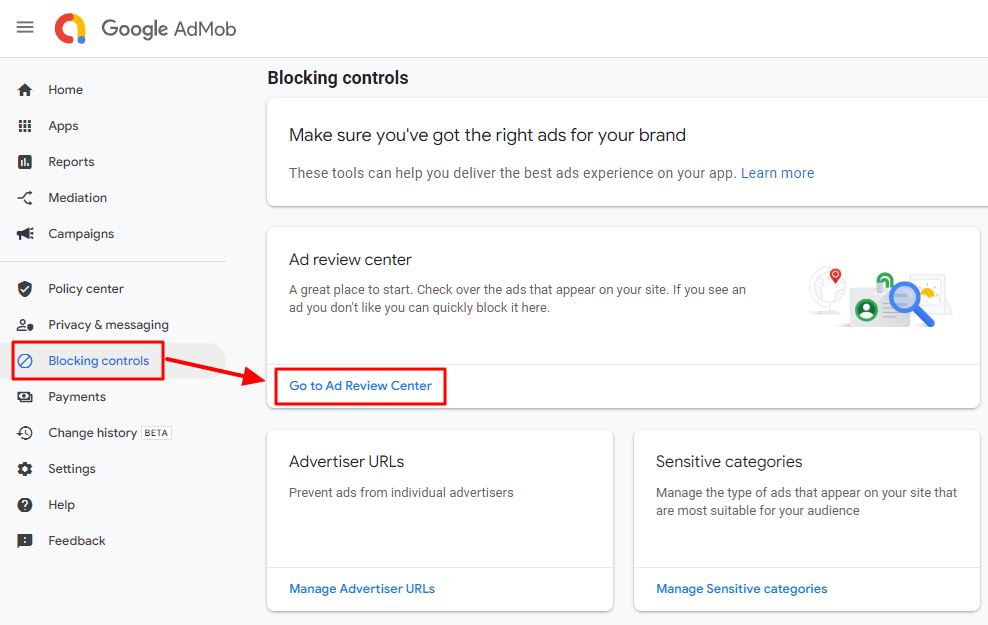 Google AdMob
Home
Apps
Reports
Mediation
Campaigns
Policy center
Privacy & messaging
Blocking controls
Payments
Change history BETA
Settings
Help
Feedback
Blocking controls
Make sure you've got the right ads for your brand
These tools can help you deliver the best ads experience on your app. Learn more
Ad review center
A great place to start. Check over the ads that appear on your site. If you see an
ad you don't like you can quickly block it here.
Go to Ad Review Center
Advertiser URLs
Prevent ads from individual advertisers
Manage Advertiser URLs
Sensitive categories
Manage the type of ads that appear on your site that
are most suitable for your audience
Manage Sensitive categories